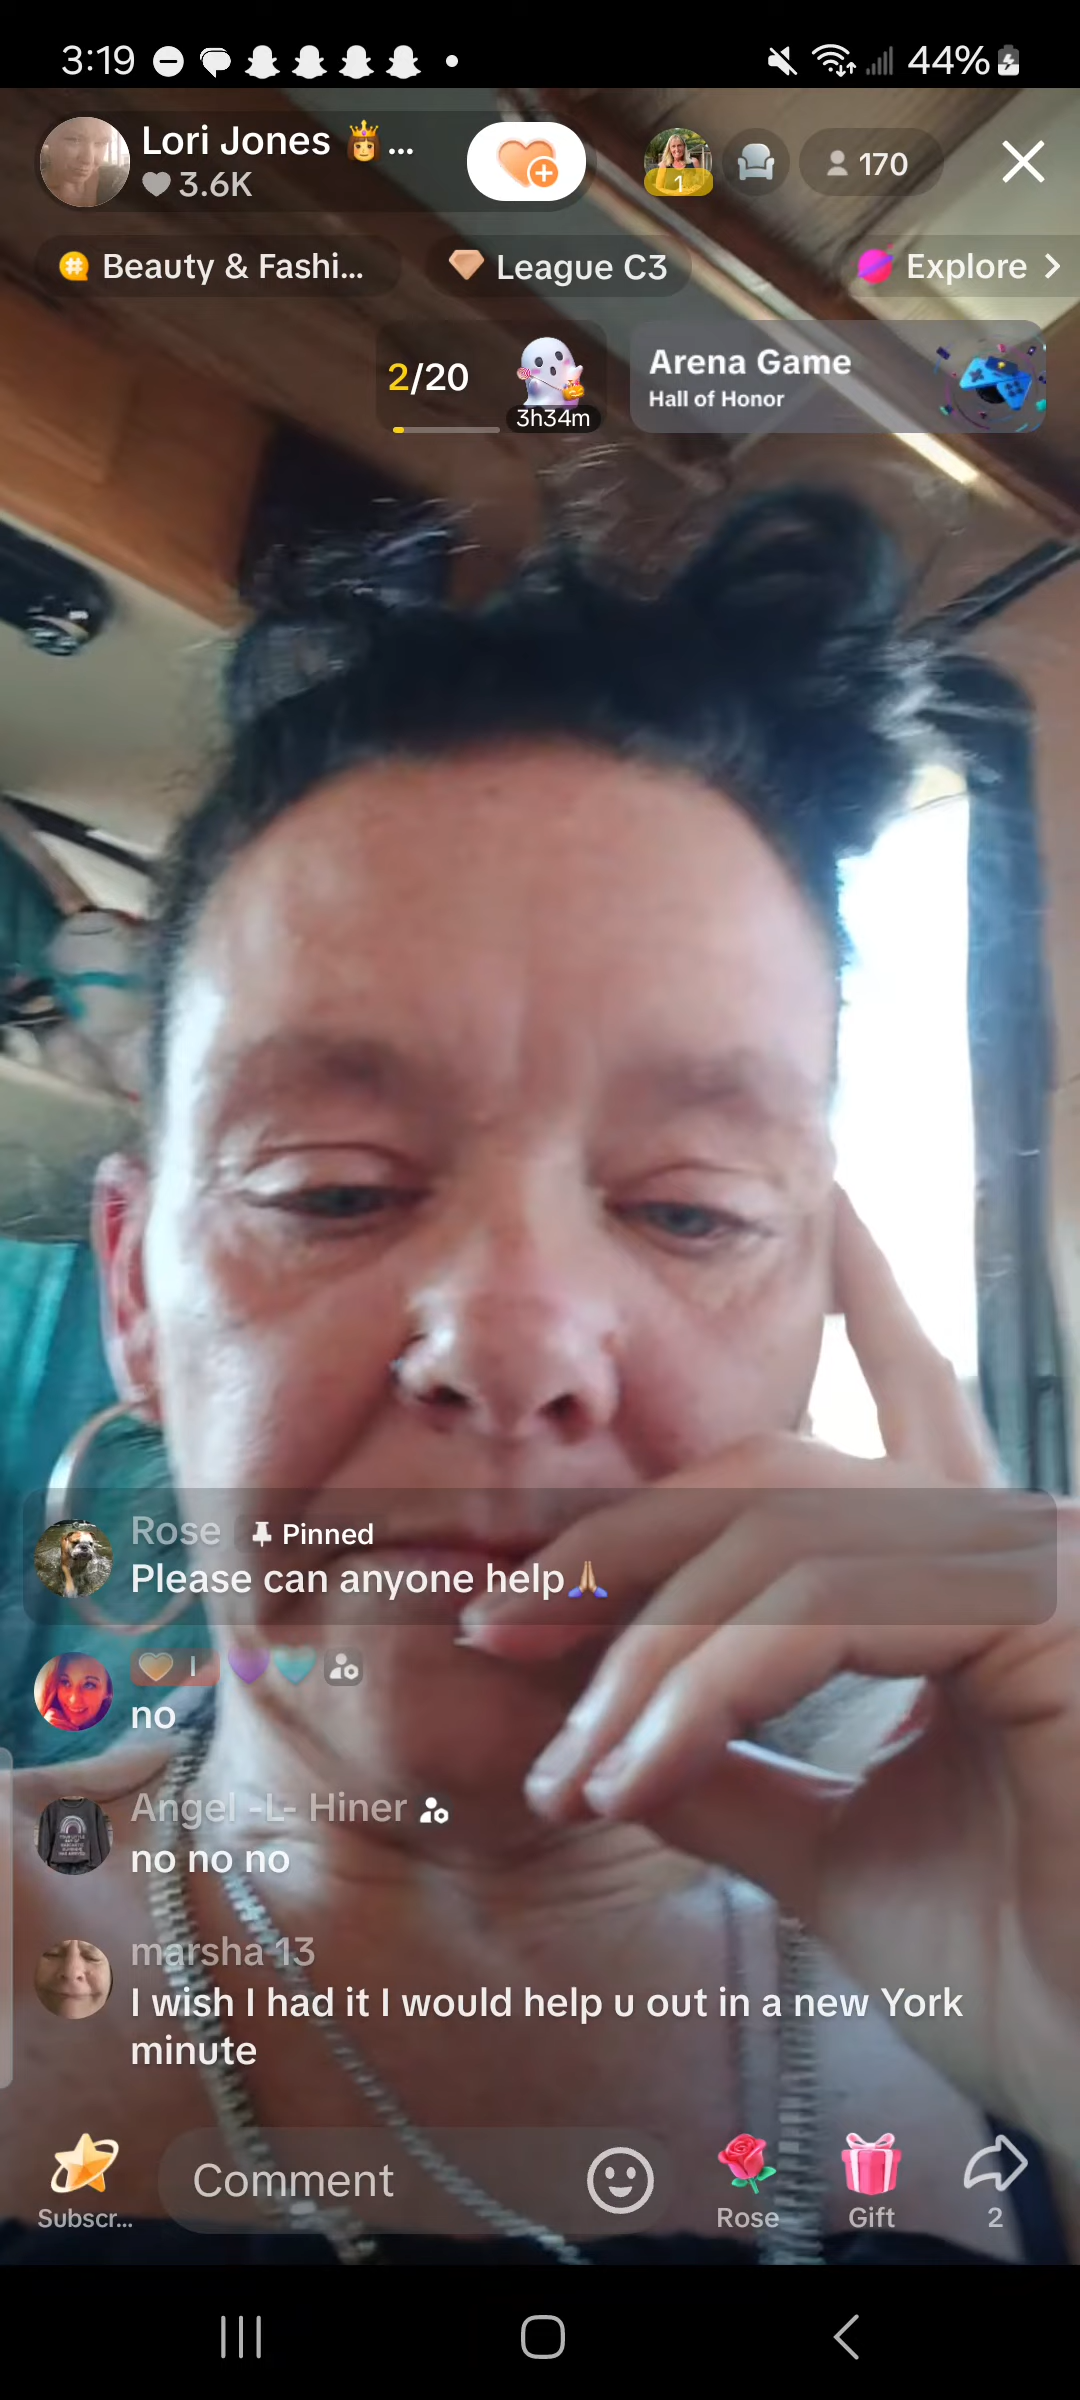 3:19
44%
Lori Jones 👸...
3.6K
1
170
Beauty & Fashi...
League C3
Explore
2/20
3h34m
Arena Game
Hall of Honor
Rose Pinned
Please can anyone help🙏🏼
I 💜🩵
no
Angel -L- Hiner
no no no
marsha 13
I wish I had it I would help u out in a new York
minute
Comment
Subscr...
Rose
Gift
2